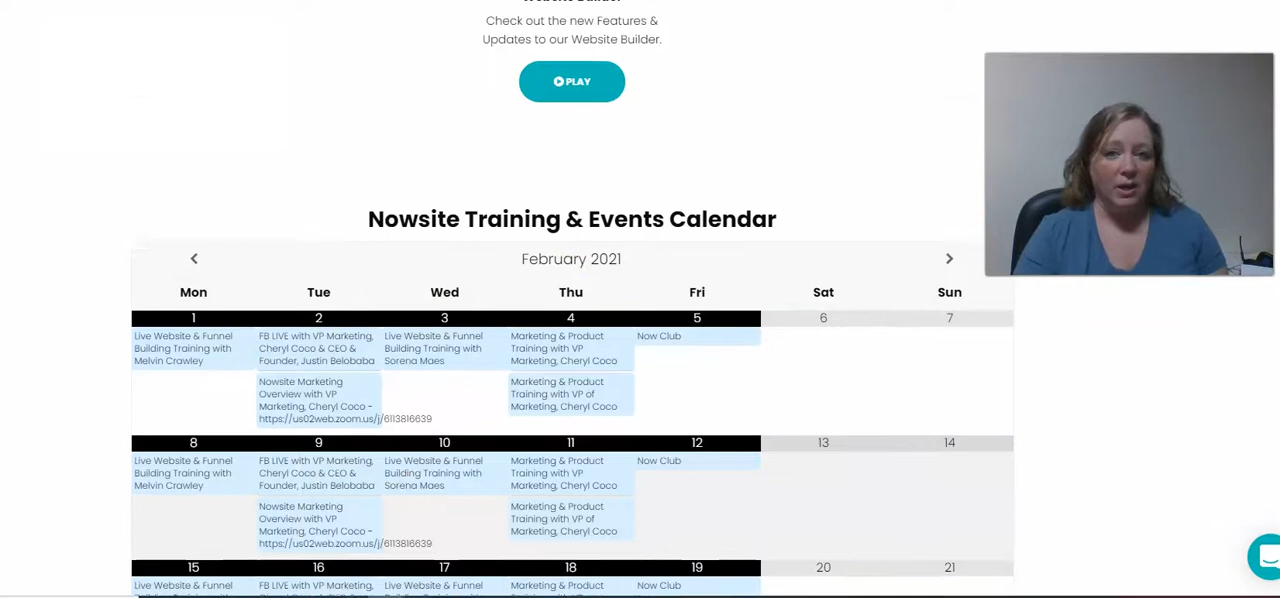 Website Builder
Check out the new Features &
Updates to our Website Builder.
PLAY
Nowsite Training & Events Calendar
February 2021
Mon Tue Wed Thu Fri Sat Sun
1 2 3 4 5 6 7
Live Website & Funnel
Building Training with
Melvin Crawley
FB LIVE with VP Marketing,
Cheryl Coco & CEO &
Founder, Justin Belobaba
Nowsite Marketing
Overview with VP
Marketing, Cheryl Coco -
https://us02web.zoom.us/j/6113816639
Live Website & Funnel
Building Training with
Sorena Maes
Marketing & Product
Training with VP
Marketing, Cheryl Coco
Marketing & Product
Training with VP of
Marketing, Cheryl Coco
Now Club
8 9 10 11 12 13 14
Live Website & Funnel
Building Training with
Melvin Crawley
FB LIVE with VP Marketing,
Cheryl Coco & CEO &
Founder, Justin Belobaba
Nowsite Marketing
Overview with VP
Marketing, Cheryl Coco -
https://us02web.zoom.us/j/6113816639
Live Website & Funnel
Building Training with
Sorena Maes
Marketing & Product
Training with VP
Marketing, Cheryl Coco
Marketing & Product
Training with VP of
Marketing, Cheryl Coco
Now Club
15 16 17 18 19 20 21
Live Website & Funnel
FB LIVE with VP Marketing,
Live Website & Funnel
Marketing & Product
Now Club